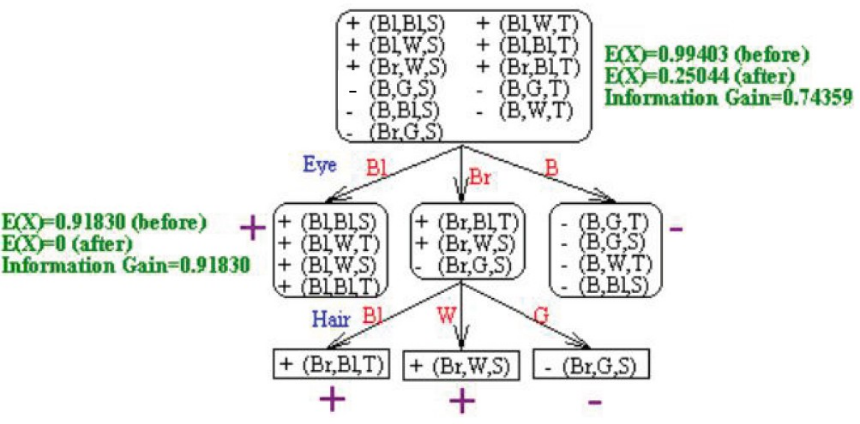 + (Bl,Bl,S) + (Bl,W,T)
+ (Bl,W,S) + (Bl,Bl,T)
+ (Br,W,S) + (Br,Bl,T)
- (B,G,S) - (B,G,T)
- (B,Bl,S) - (B,W,T)
- (Br,G,S)
E(X)=0.99403 (before)
E(X)=0.25044 (after)
Information Gain=0.74359
Eye Bl Br B
E(X)=0.91830 (before)
E(X)=0 (after)
Information Gain=0.91830
+
+ (Bl,Bl,S)
+ (Bl,W,T)
+ (Bl,W,S)
+ (Bl,Bl,T)
+ (Br,Bl,T)
+ (Br,W,S)
- (Br,G,S)
- (B,G,T)
- (B,G,S)
- (B,W,T)
- (B,Bl,S)
-
Hair Bl W G
+ (Br,Bl,T) + (Br,W,S) - (Br,G,S)
+ + -